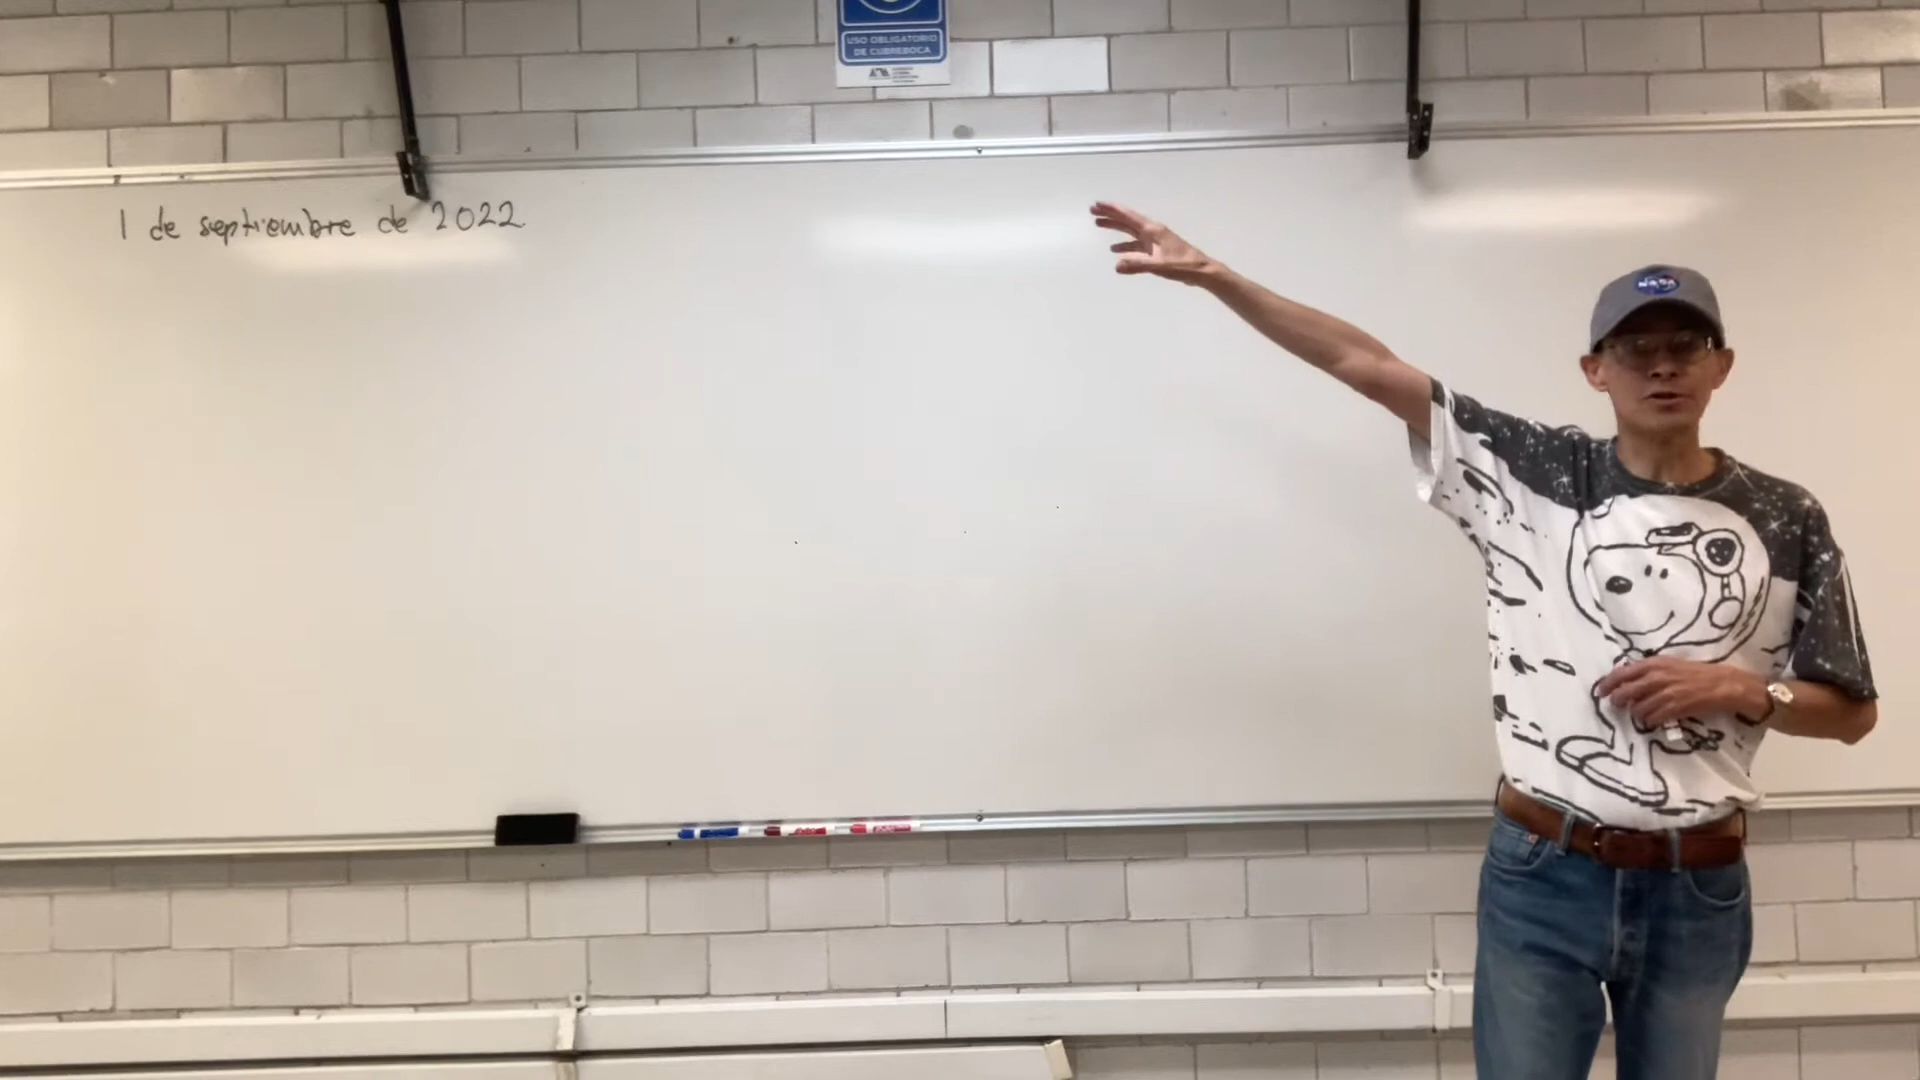 USO OBLIGATORIO
DE CUBREBOCA
1 de septiembre de 2022
NASA